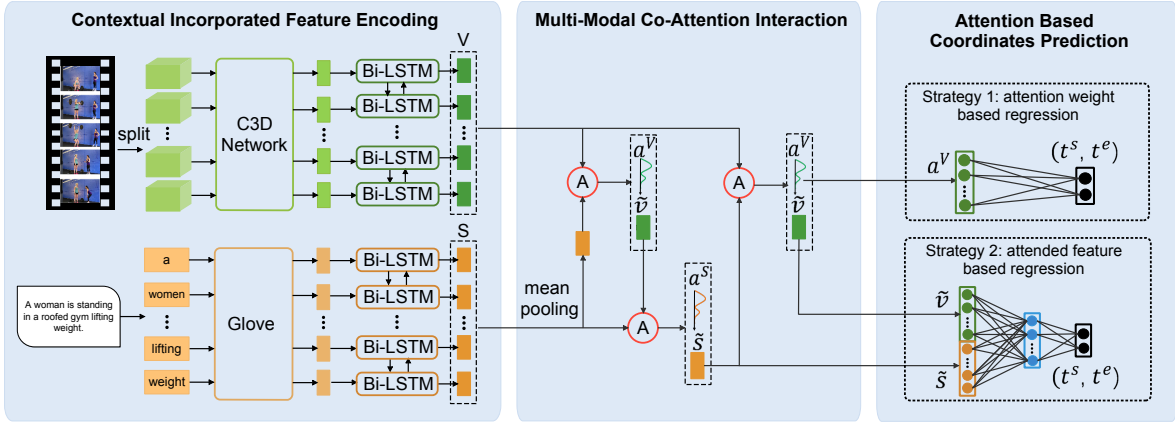 Contextual Incorporated Feature Encoding
V
split
C3D
Network
Bi-LSTM
Bi-LSTM
Bi-LSTM
Bi-LSTM
S
A woman is standing
in a roofed gym lifting
weight.
a
women
lifting
weight
Glove
Bi-LSTM
Bi-LSTM
Bi-LSTM
Bi-LSTM
Multi-Modal Co-Attention Interaction
A
a^V
ṽ
mean
pooling
A
a^S
s̃
A
a^V
ṽ
Attention Based
Coordinates Prediction
Strategy 1: attention weight
based regression
a^V
(t^s, t^e)
Strategy 2: attended feature
based regression
ṽ
s̃
(t^s, t^e)